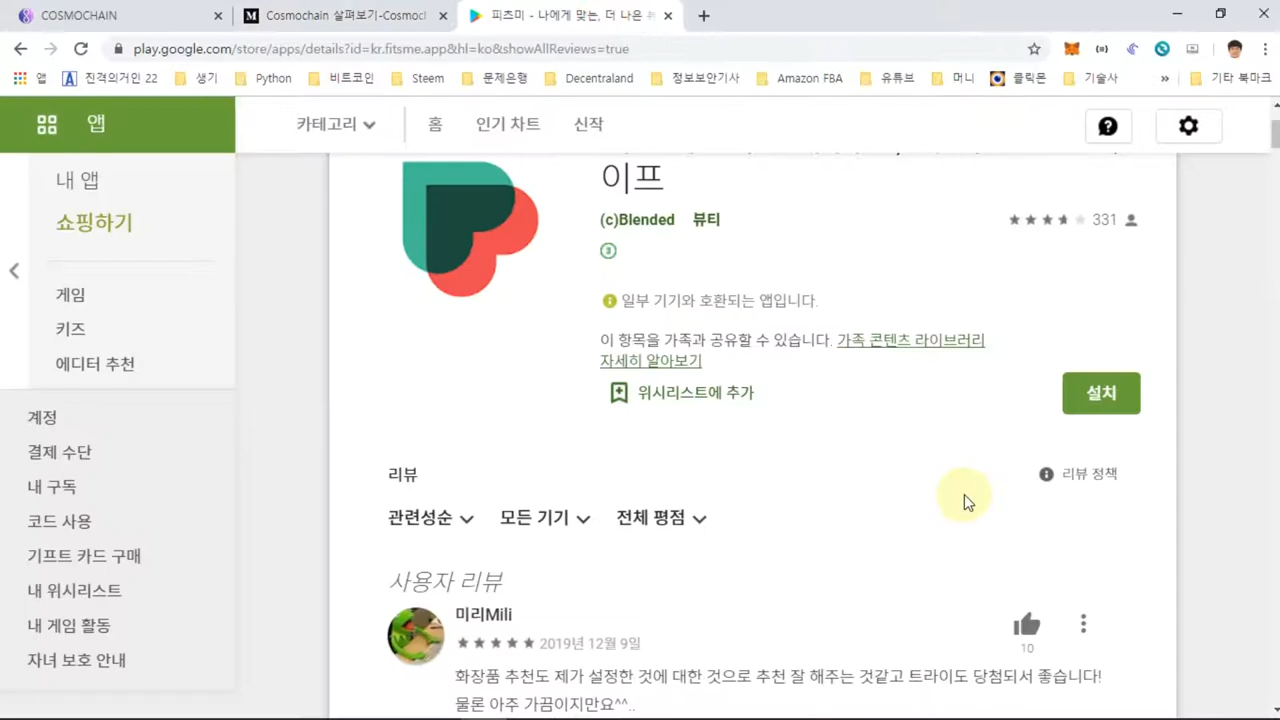 COSMOCHAIN
Cosmochain 살펴보기-Cosmocl
피츠미 - 나에게 맞는, 더 나은 뷰
play.google.com/store/apps/details?id=kr.fitsme.app&hl=ko&showAllReviews=true
앱
진격의거인 22
생기
Python
비트코인
Steem
문제은행
Decentraland
정보보안기사
Amazon FBA
유튜브
머니
클릭몬
기술사
»
기타 북마크
앱
카테고리
홈
인기 차트
신작
내 앱
쇼핑하기
게임
키즈
에디터 추천
계정
결제 수단
내 구독
코드 사용
기프트 카드 구매
내 위시리스트
내 게임 활동
자녀 보호 안내
이프
(c)Blended 뷰티
331
3
일부 기기와 호환되는 앱입니다.
이 항목을 가족과 공유할 수 있습니다. 가족 콘텐츠 라이브러리
자세히 알아보기
위시리스트에 추가
설치
리뷰
리뷰 정책
관련성순
모든 기기
전체 평점
사용자 리뷰
미리Mili
2019년 12월 9일
10
화장품 추천도 제가 설정한 것에 대한 것으로 추천 잘 해주는 것같고 트라이도 당첨되서 좋습니다!
물론 아주 가끔이지만요^^..